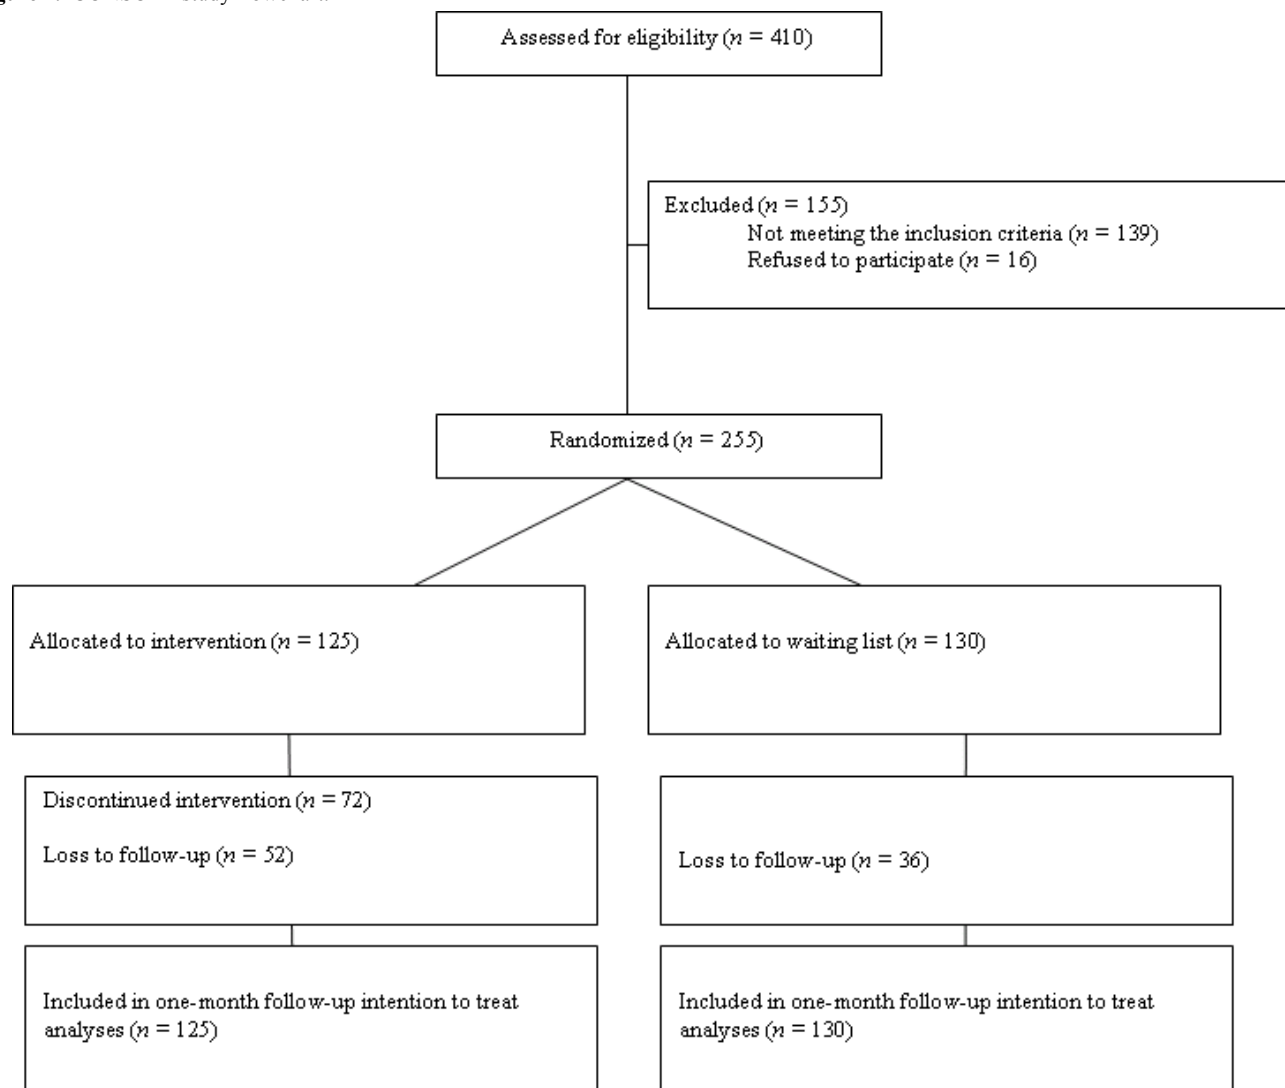 Assessed for eligibility (n = 410)
Excluded (n = 155)
Not meeting the inclusion criteria (n = 139)
Refused to participate (n = 16)
Randomized (n = 255)
Allocated to intervention (n = 125)
Allocated to waiting list (n = 130)
Discontinued intervention (n = 72)
Loss to follow-up (n = 52)
Loss to follow-up (n = 36)
Included in one-month follow-up intention to treat
analyses (n = 125)
Included in one-month follow-up intention to treat
analyses (n = 130)